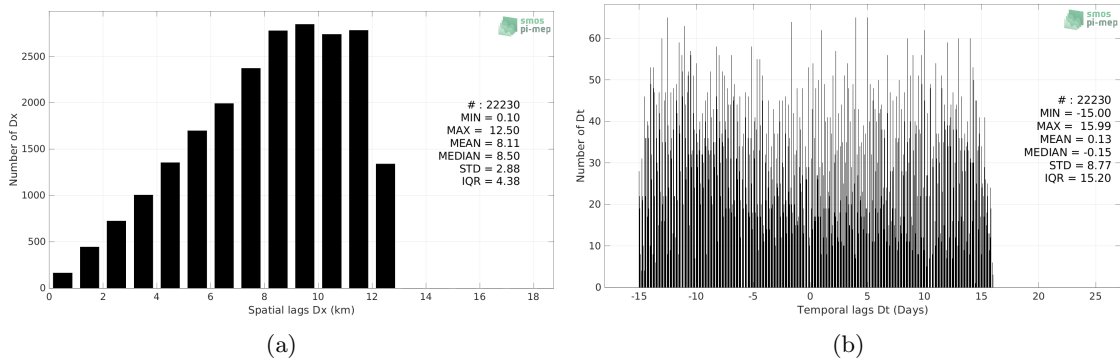 smos
pi-mep
2500
2000
1500
1000
500
0
Number of Dx
# : 22230
MIN = 0.10
MAX = 12.50
MEAN = 8.11
MEDIAN = 8.50
STD = 2.88
IQR = 4.38
0 2 4 6 8 10 12 14 16 18
Spatial lags Dx (km)
(a)
smos
pi-mep
60
50
40
30
20
10
0
Number of Dt
# : 22230
MIN = -15.00
MAX = 15.99
MEAN = 0.13
MEDIAN = -0.15
STD = 8.77
IQR = 15.20
-15 -10 -5 0 5 10 15 20 25
Temporal lags Dt (Days)
(b)